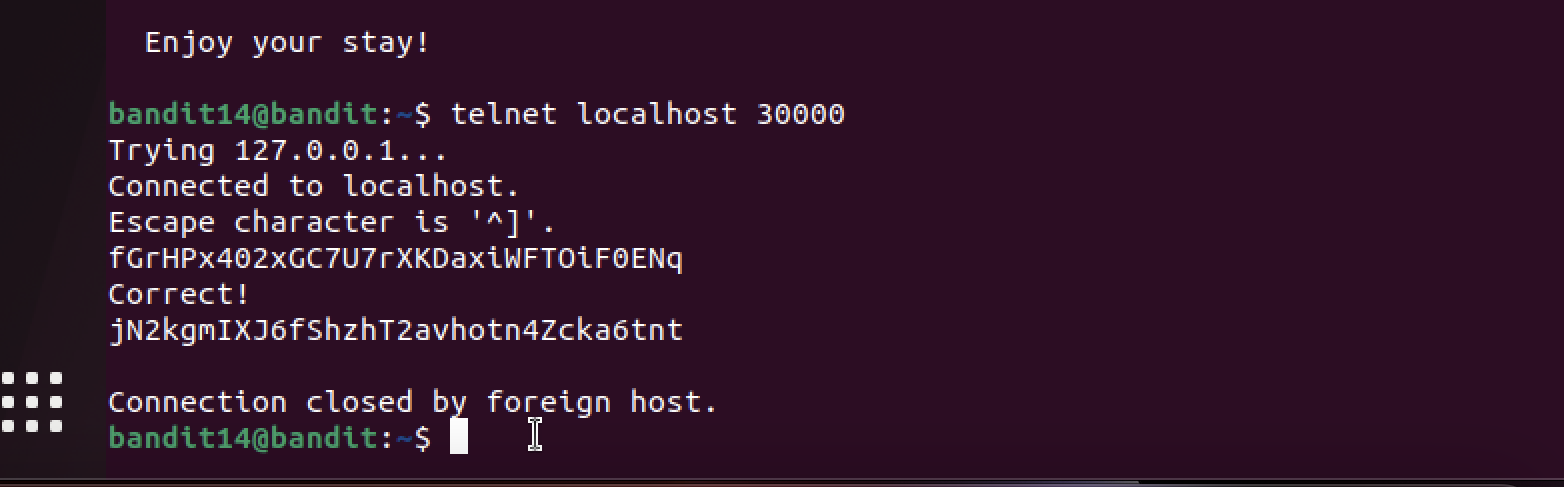 Enjoy your stay!
bandit14@bandit:~$ telnet localhost 30000
Trying 127.0.0.1...
Connected to localhost.
Escape character is '^]'.
fGrHPx402xGC7U7rXKDaxiWFTOiF0ENq
Correct!
jN2kgmIXJ6fShzhT2avhotn4Zcka6tnt
Connection closed by foreign host.
bandit14@bandit:~$